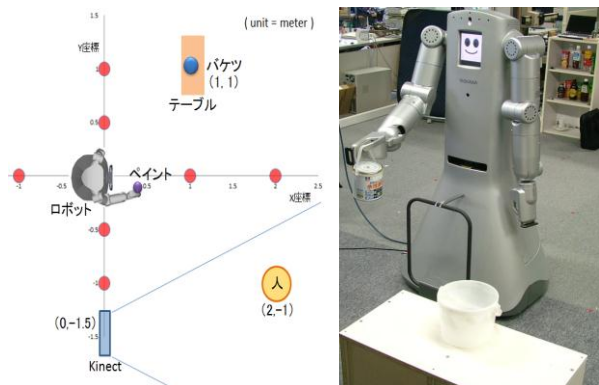 1.5
( unit = meter )
Y座標
1
バケツ
(1, 1)
テーブル
0.5
ペイント
-1
-0.5
0.5
1
1.5
2
2.5
X座標
ロボット
-0.5
-1
人
(2,-1)
(0,-1.5)
-1.5
Kinect